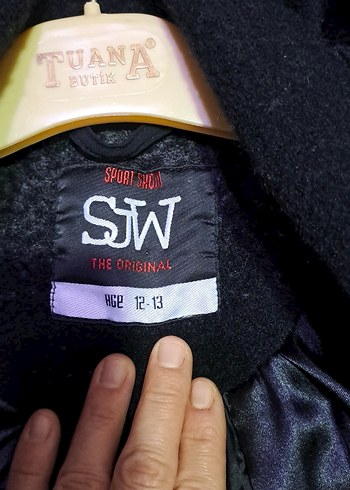 TUANA®
BUTİK
SPORT SHOW
SJW
THE ORIGINAL
AGE 12-13